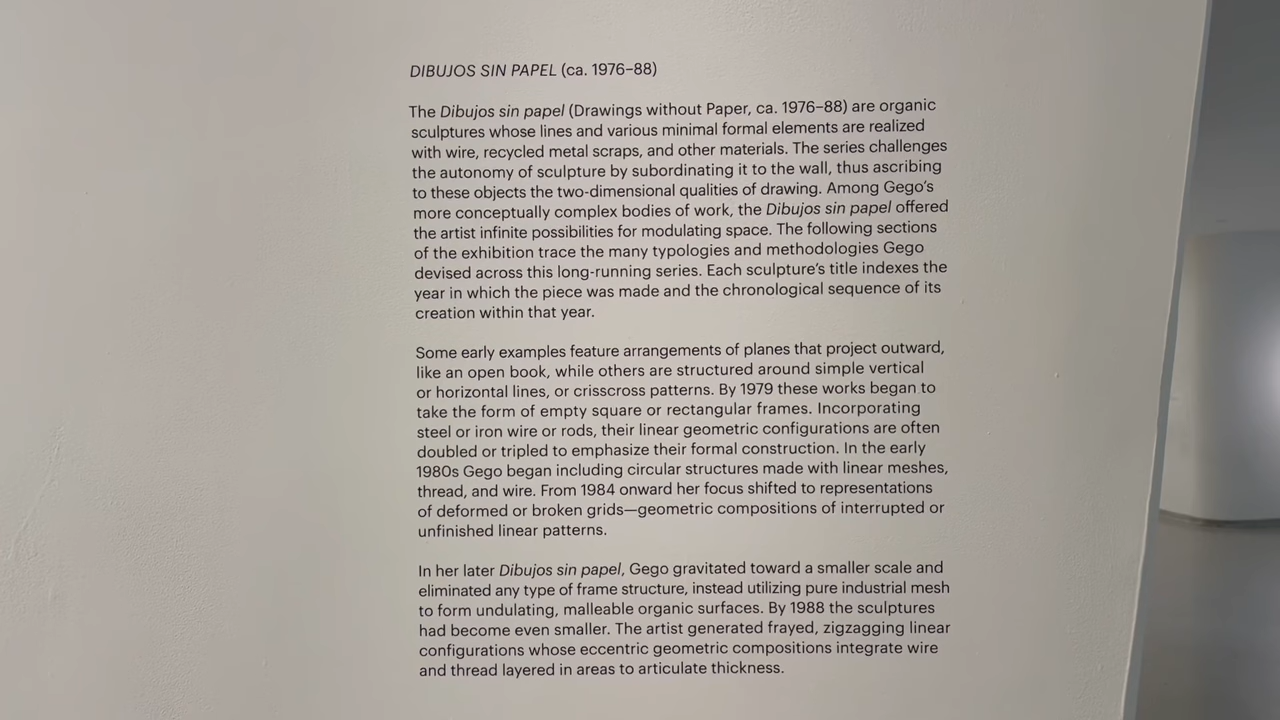 DIBUJOS SIN PAPEL (ca. 1976–88)
The Dibujos sin papel (Drawings without Paper, ca. 1976–88) are organic
sculptures whose lines and various minimal formal elements are realized
with wire, recycled metal scraps, and other materials. The series challenges
the autonomy of sculpture by subordinating it to the wall, thus ascribing
to these objects the two-dimensional qualities of drawing. Among Gego’s
more conceptually complex bodies of work, the Dibujos sin papel offered
the artist infinite possibilities for modulating space. The following sections
of the exhibition trace the many typologies and methodologies Gego
devised across this long-running series. Each sculpture’s title indexes the
year in which the piece was made and the chronological sequence of its
creation within that year.
Some early examples feature arrangements of planes that project outward,
like an open book, while others are structured around simple vertical
or horizontal lines, or crisscross patterns. By 1979 these works began to
take the form of empty square or rectangular frames. Incorporating
steel or iron wire or rods, their linear geometric configurations are often
doubled or tripled to emphasize their formal construction. In the early
1980s Gego began including circular structures made with linear meshes,
thread, and wire. From 1984 onward her focus shifted to representations
of deformed or broken grids—geometric compositions of interrupted or
unfinished linear patterns.
In her later Dibujos sin papel, Gego gravitated toward a smaller scale and
eliminated any type of frame structure, instead utilizing pure industrial mesh
to form undulating, malleable organic surfaces. By 1988 the sculptures
had become even smaller. The artist generated frayed, zigzagging linear
configurations whose eccentric geometric compositions integrate wire
and thread layered in areas to articulate thickness.